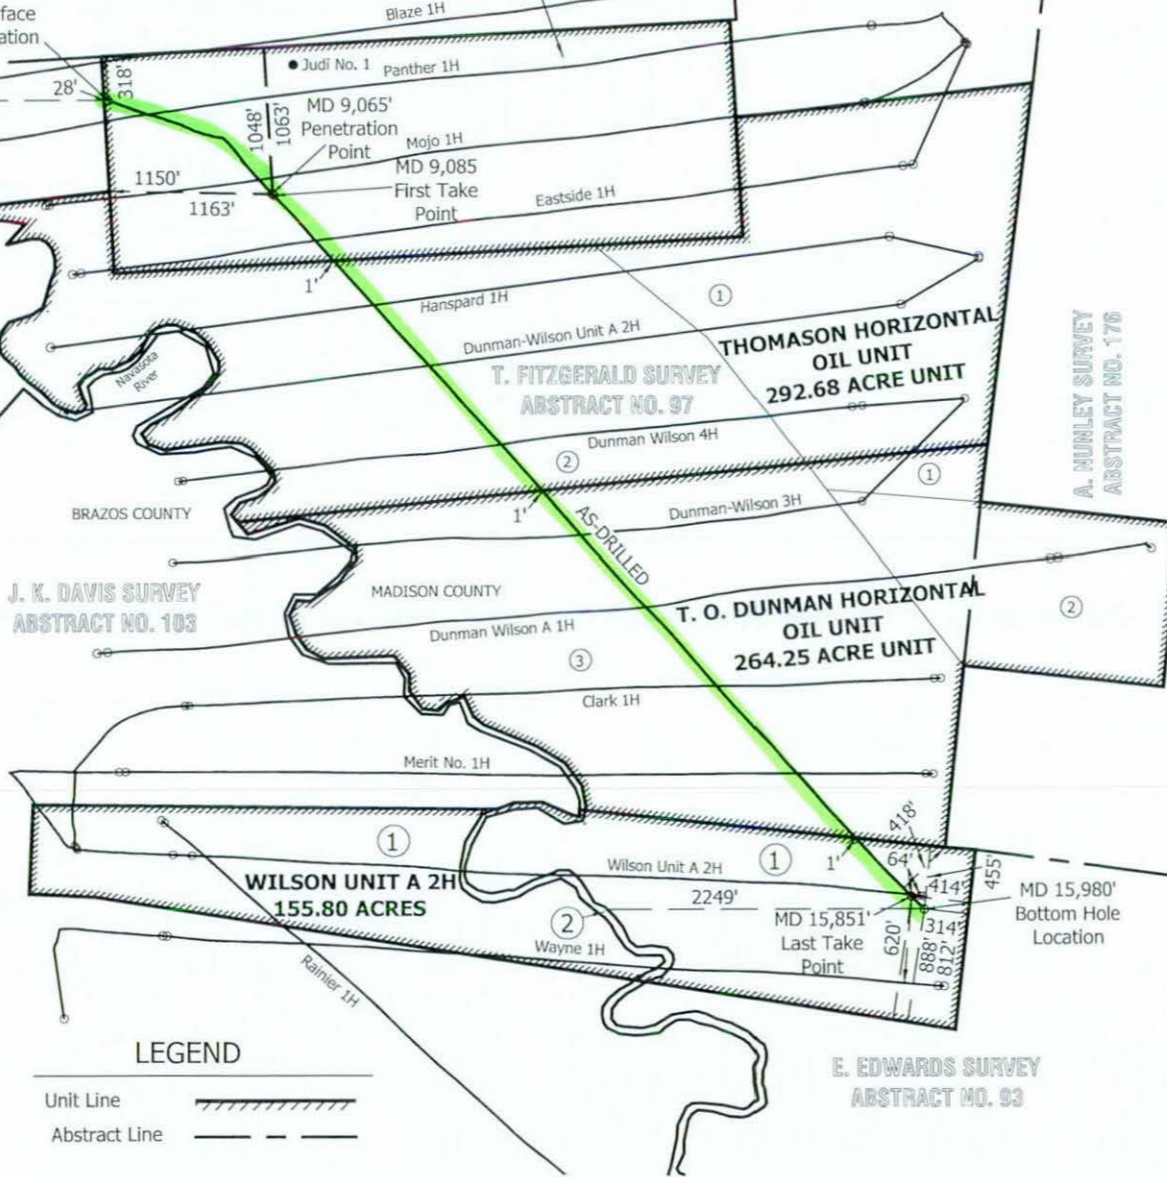 face
ation
Blaze 1H
28'
318'
Judi No. 1
Panther 1H
MD 9,065'
Penetration
Point
1048'
1063'
Mojo 1H
MD 9,085
First Take
Point
1150'
1163'
Eastside 1H
1'
Hanspard 1H
1
Dunman-Wilson Unit A 2H
THOMASON HORIZONTAL
OIL UNIT
292.68 ACRE UNIT
T. FITZGERALD SURVEY
ABSTRACT NO. 97
A. NUNLEY SURVEY
ABSTRACT NO. 176
Navasota
River
Dunman Wilson 4H
2
1
BRAZOS COUNTY
1'
Dunman-Wilson 3H
AS-DRILLED
J. K. DAVIS SURVEY
ABSTRACT NO. 103
MADISON COUNTY
T. O. DUNMAN HORIZONTAL
OIL UNIT
264.25 ACRE UNIT
2
Dunman Wilson A 1H
3
Clark 1H
Merit No. 1H
418'
1
Wilson Unit A 2H
1
1'
64'
455'
WILSON UNIT A 2H
155.80 ACRES
2249'
414'
MD 15,980'
Bottom Hole
Location
2
MD 15,851'
Last Take
Point
314'
620'
888'
812'
Wayne 1H
Rainier 1H
LEGEND
Unit Line
Abstract Line
E. EDWARDS SURVEY
ABSTRACT NO. 93